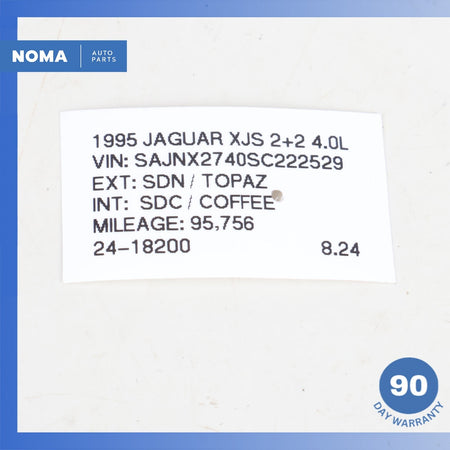 NOMA AUTO PARTS
1995 JAGUAR XJS 2+2 4.0L
VIN: SAJNX2740SC222529
EXT: SDN / TOPAZ
INT: SDC / COFFEE
MILEAGE: 95,756
24-18200 8.24
90
DAY WARRANTY